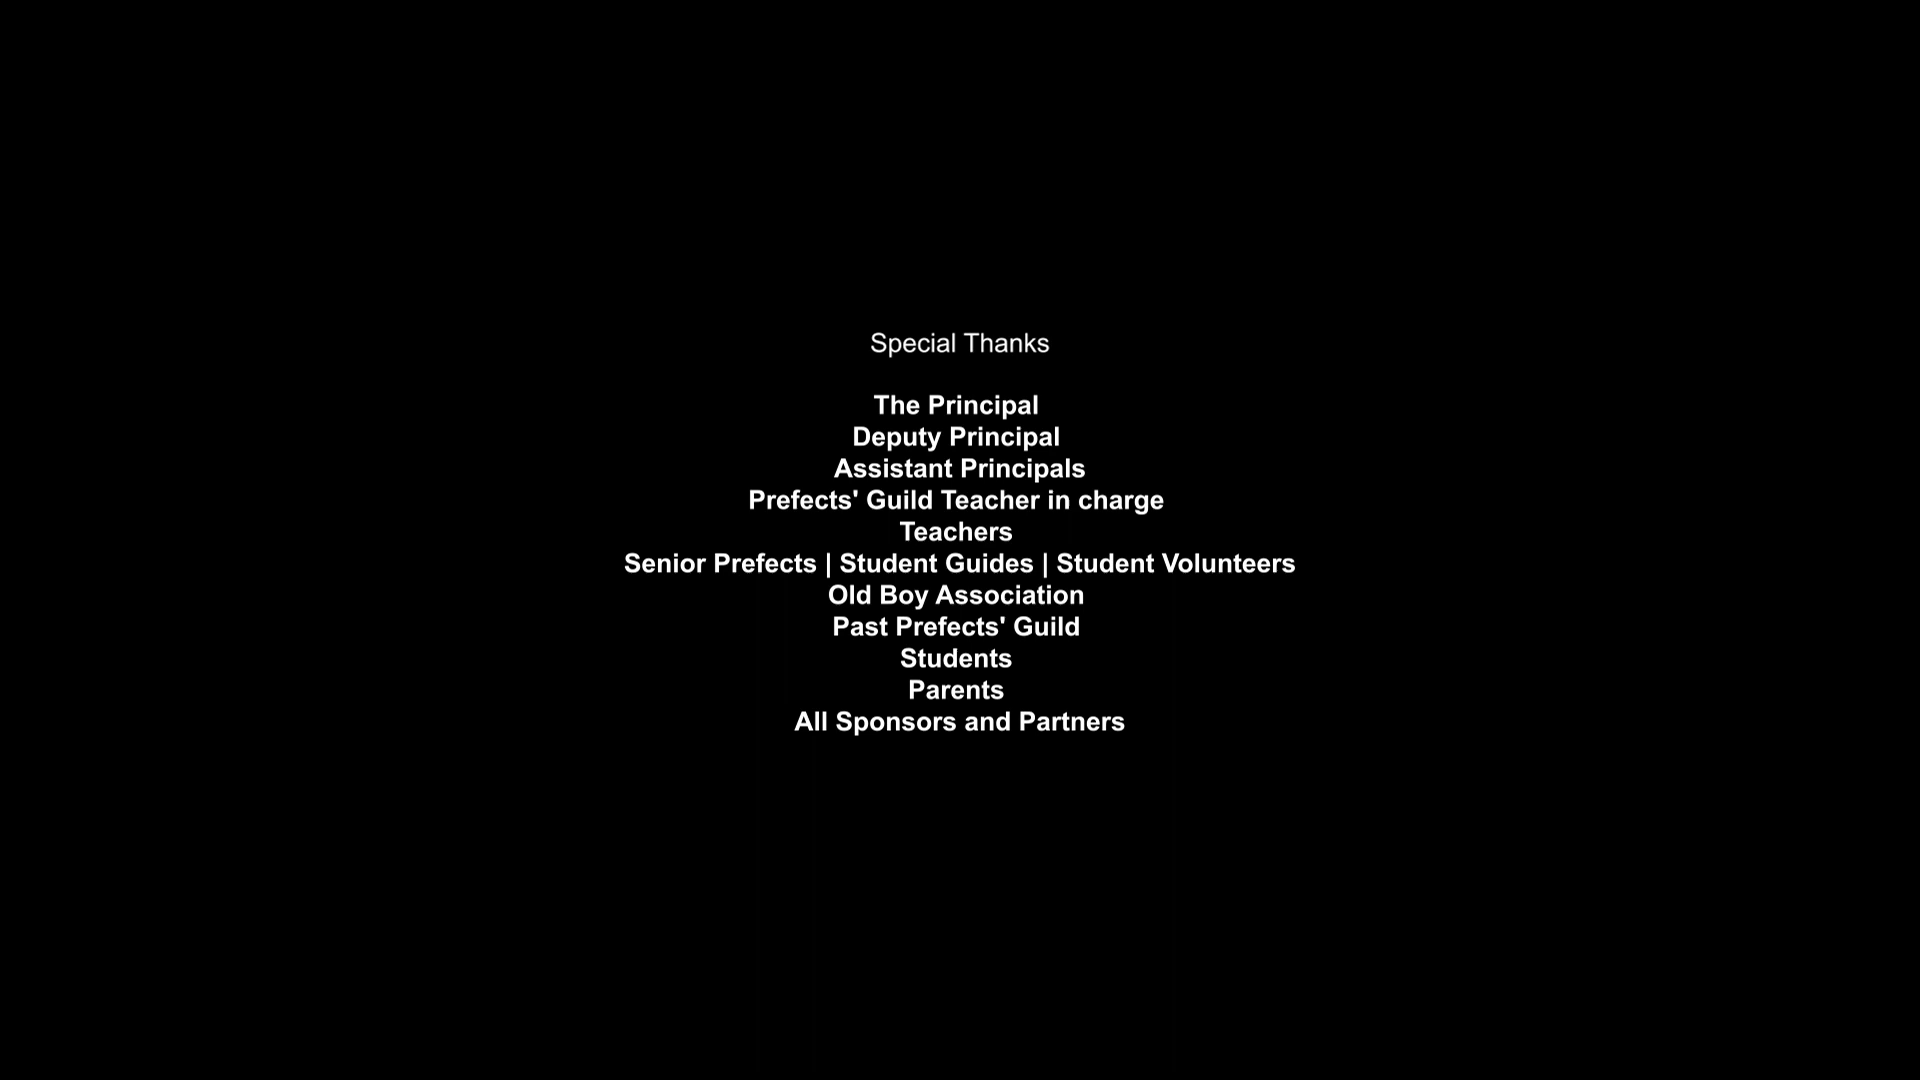 Special Thanks
The Principal
Deputy Principal
Assistant Principals
Prefects' Guild Teacher in charge
Teachers
Senior Prefects | Student Guides | Student Volunteers
Old Boy Association
Past Prefects' Guild
Students
Parents
All Sponsors and Partners